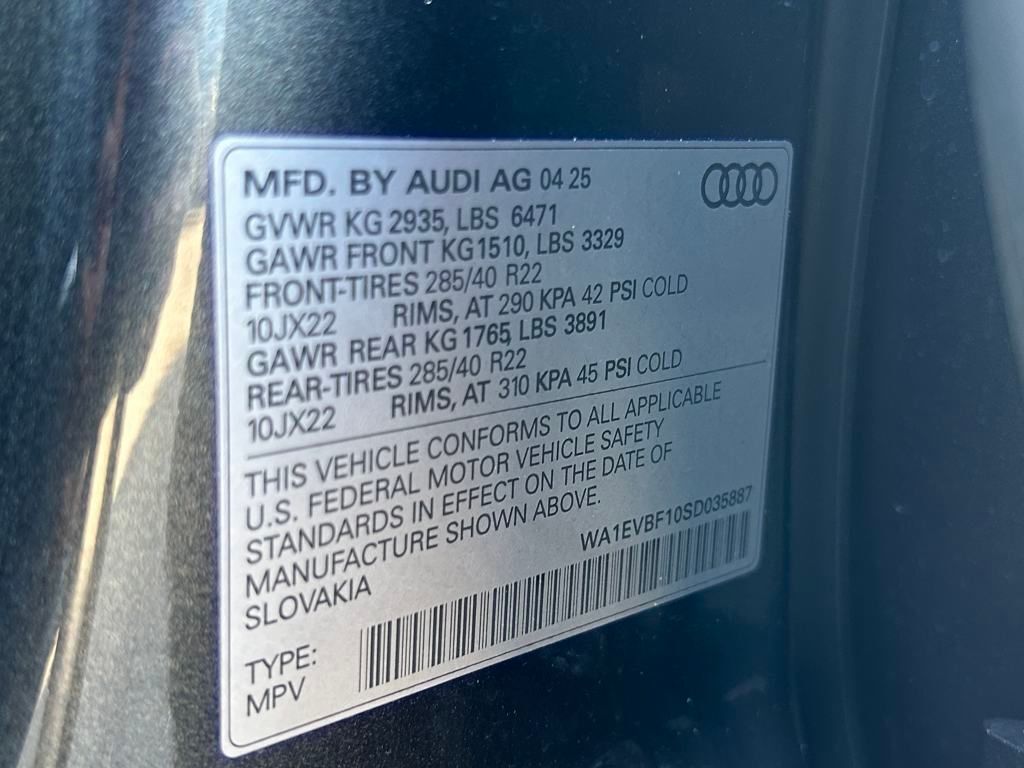 MFD. BY AUDI AG 04 25
GVWR KG 2935, LBS 6471
GAWR FRONT KG1510, LBS 3329
FRONT-TIRES 285/40 R22
10JX22 RIMS, AT 290 KPA 42 PSI COLD
GAWR REAR KG 1765, LBS 3891
REAR-TIRES 285/40 R22
10JX22 RIMS, AT 310 KPA 45 PSI COLD
THIS VEHICLE CONFORMS TO ALL APPLICABLE
U.S. FEDERAL MOTOR VEHICLE SAFETY
STANDARDS IN EFFECT ON THE DATE OF
MANUFACTURE SHOWN ABOVE.
WA1EVBF10SD035887
SLOVAKIA
TYPE:
MPV